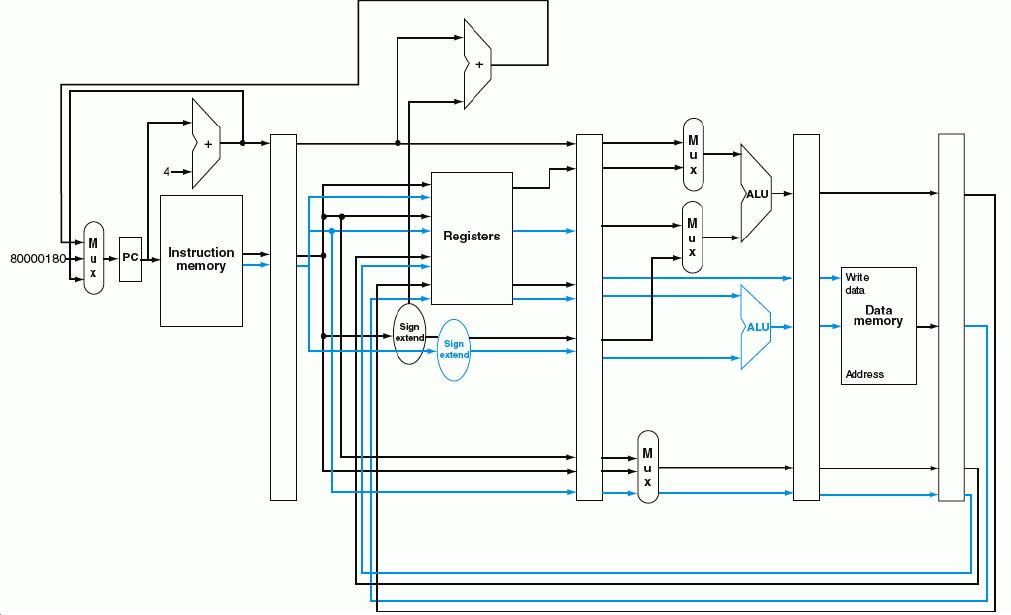 +
M
u
x
ALU
+
4
M
u
x
Registers
M
u
x
80000180
PC
Instruction
memory
Write
data
Data
memory
Address
Sign
extend
Sign
extend
ALU
M
u
x